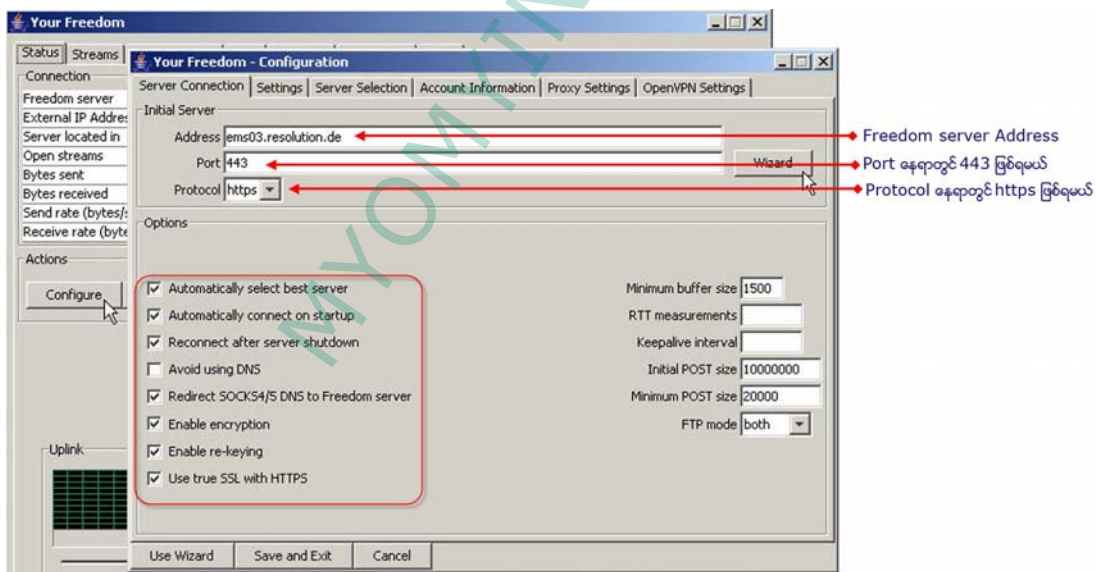 Your Freedom
Status
Streams
Connection
Freedom server
External IP Addres
Server located in
Open streams
Bytes sent
Bytes received
Send rate (bytes/s
Receive rate (byte
Actions
Configure
Uplink
Your Freedom - Configuration
Server Connection
Settings
Server Selection
Account Information
Proxy Settings
OpenVPN Settings
Initial Server
Address ems03.resolution.de
Port 443
Wizard
Protocol https
Freedom server Address
Port နေရာတွင် 443 ဖြစ်ရမယ်
Protocol နေရာတွင် https ဖြစ်ရမယ်
Options
Automatically select best server
Automatically connect on startup
Reconnect after server shutdown
Avoid using DNS
Redirect SOCKS4/5 DNS to Freedom server
Enable encryption
Enable re-keying
Use true SSL with HTTPS
Minimum buffer size 1500
RTT measurements
Keepalive interval
Initial POST size 10000000
Minimum POST size 20000
FTP mode both
Use Wizard
Save and Exit
Cancel
MYOMYIN